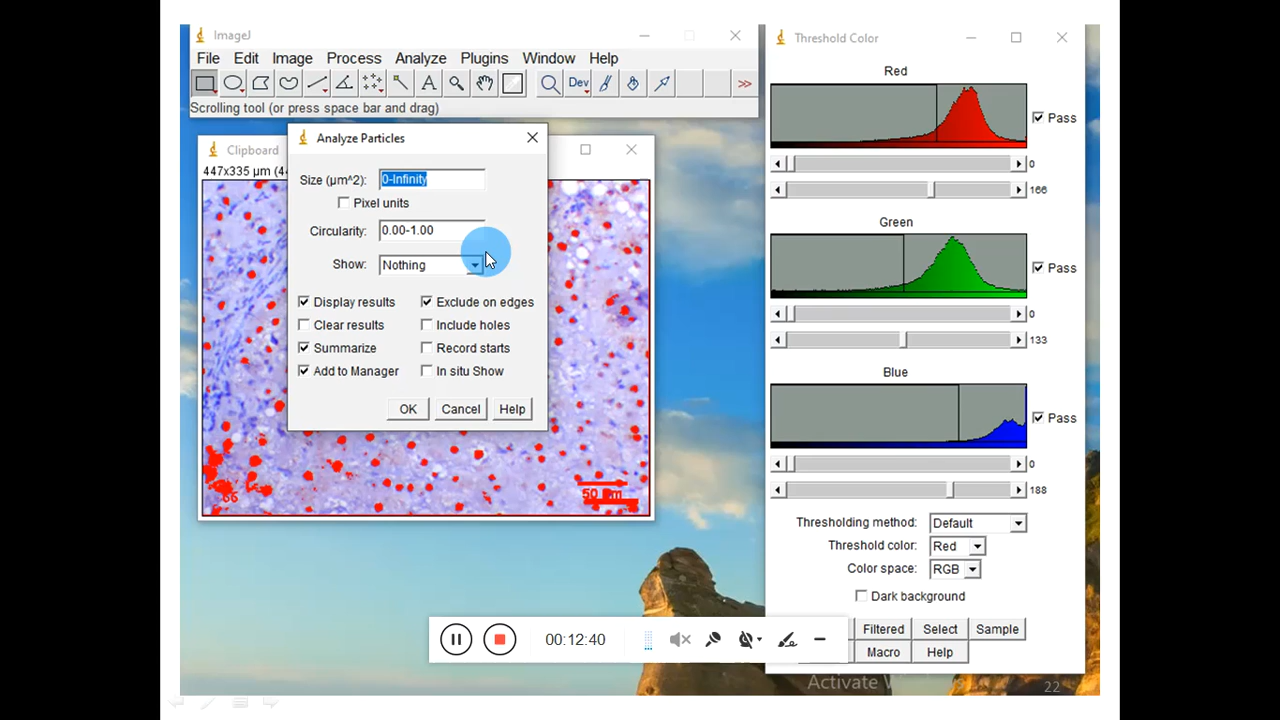 ImageJ
File Edit Image Process Analyze Plugins Window Help
Dev
>>
Scrolling tool (or press space bar and drag)
Clipboard
447x335 µm (4
Analyze Particles
Size (µm^2): 0-Infinity
Pixel units
Circularity: 0.00-1.00
Show: Nothing
Display results Exclude on edges
Clear results Include holes
Summarize Record starts
Add to Manager In situ Show
OK Cancel Help
66
50
Threshold Color
Red
Pass
0
166
Green
Pass
0
133
Blue
Pass
0
188
Thresholding method: Default
Threshold color: Red
Color space: RGB
Dark background
Filtered Select Sample
Macro Help
00:12:40
Activate
22